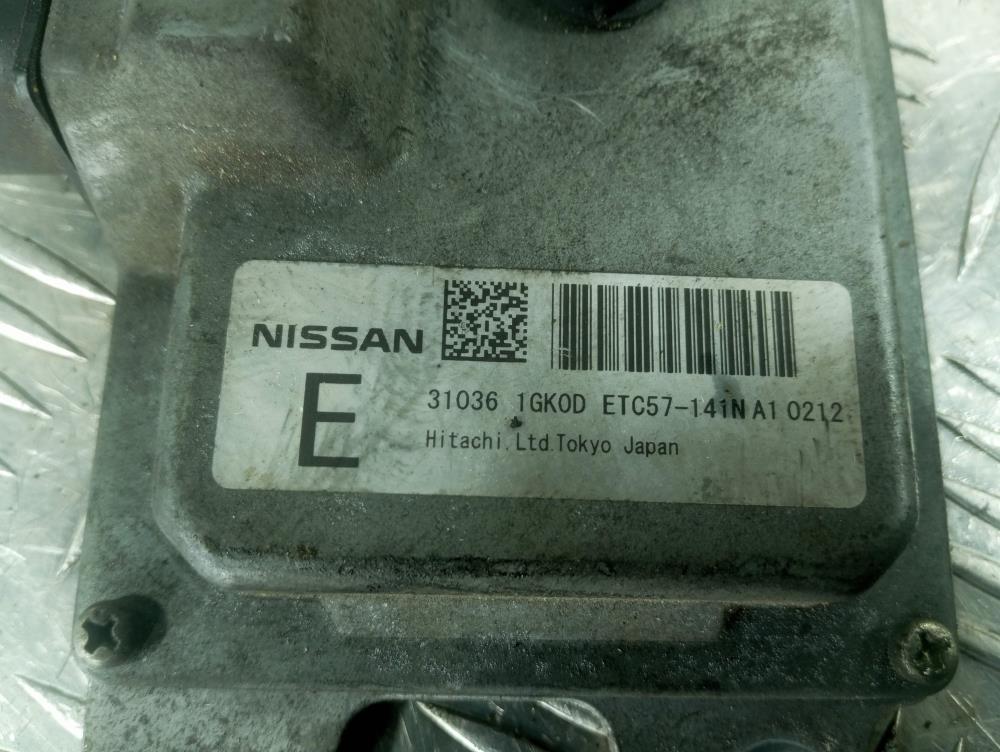 NISSAN
E
31036 1GK0D ETC57-141N A1 0212
Hitachi.Ltd.Tokyo Japan